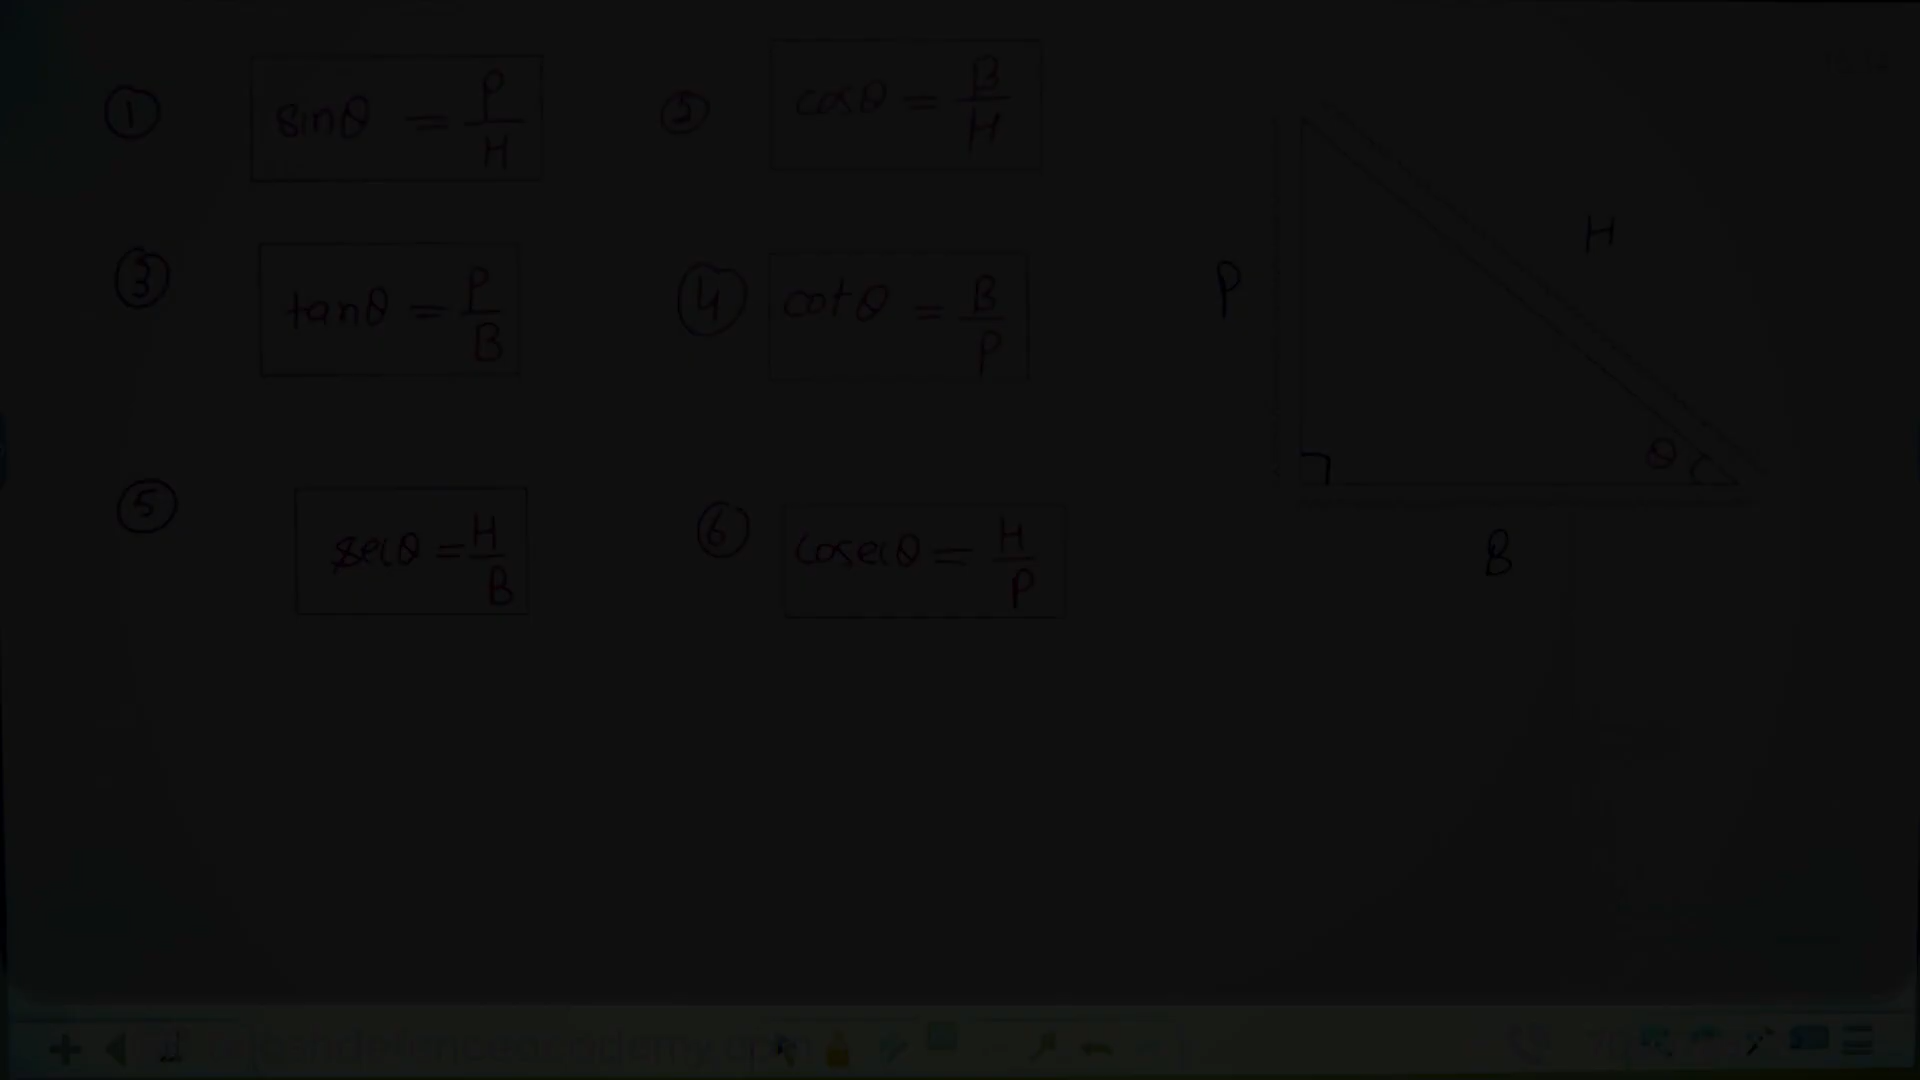 ① sinθ = P/H
② cosθ = B/H
③ tanθ = P/B
④ cotθ = B/P
⑤ secθ = H/B
⑥ cosecθ = H/P
P
H
θ
B